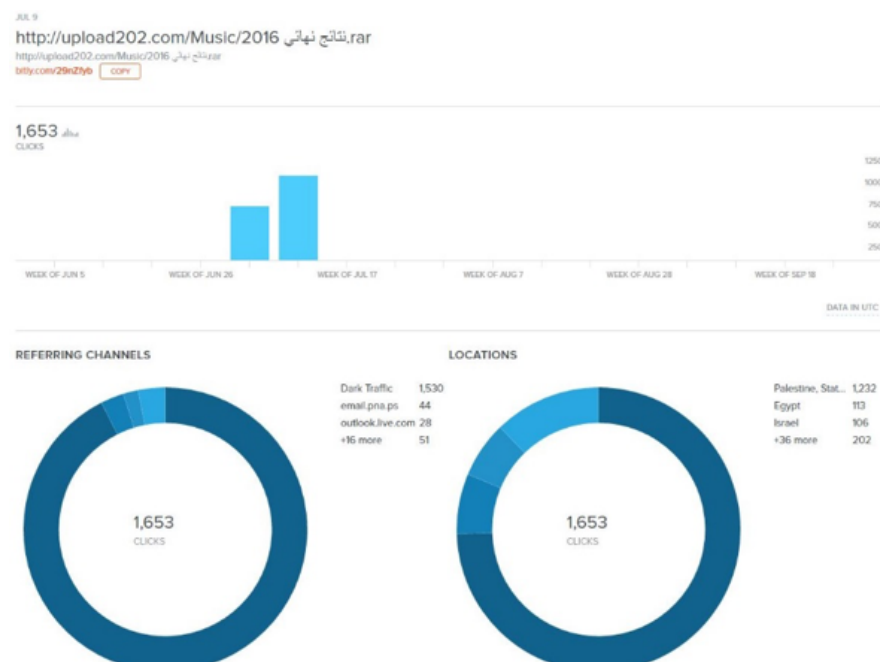 JUL 9
http://upload202.com/Music/2016 نتائج نهائي.rar
http://upload202.com/Music/2016 نتائج نهائي.rar
bitly.com/29nZfyb COPY
1,653
CLICKS
1250
1000
750
500
250
WEEK OF JUN 5 WEEK OF JUN 26 WEEK OF JUL 17 WEEK OF AUG 7 WEEK OF AUG 28 WEEK OF SEP 18
DATA IN UTC
REFERRING CHANNELS
Dark Traffic 1,530
email.pna.ps 44
outlook.live.com 28
+16 more 51
1,653
CLICKS
LOCATIONS
Palestine, Stat... 1,232
Egypt 113
Israel 106
+36 more 202
1,653
CLICKS